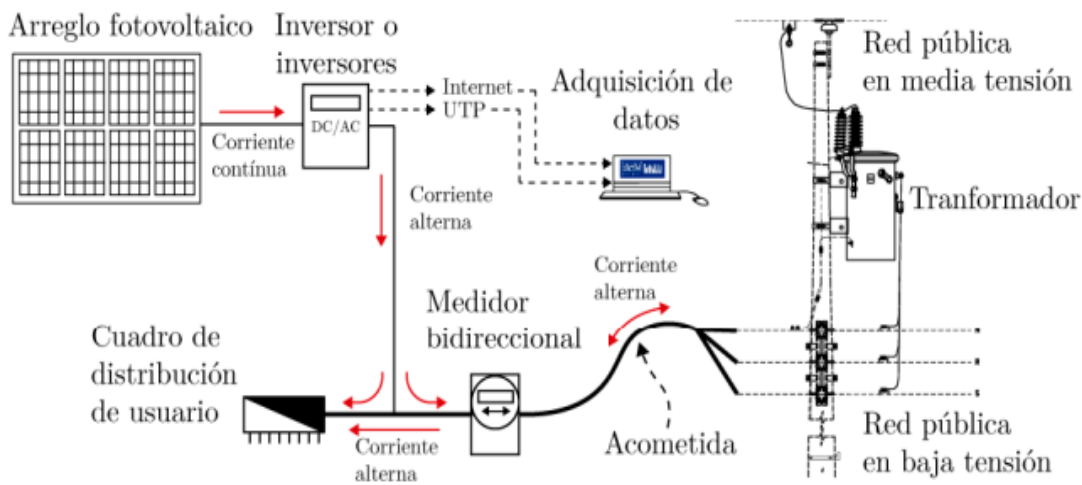 Arreglo fotovoltaico
Inversor o
inversores
DC/AC
Corriente
contínua
Internet
UTP
Adquisición de
datos
Red pública
en media tensión
Tranformador
Corriente
alterna
Corriente
alterna
Medidor
bidireccional
Cuadro de
distribución
de usuario
Corriente
alterna
Acometida
Red pública
en baja tensión